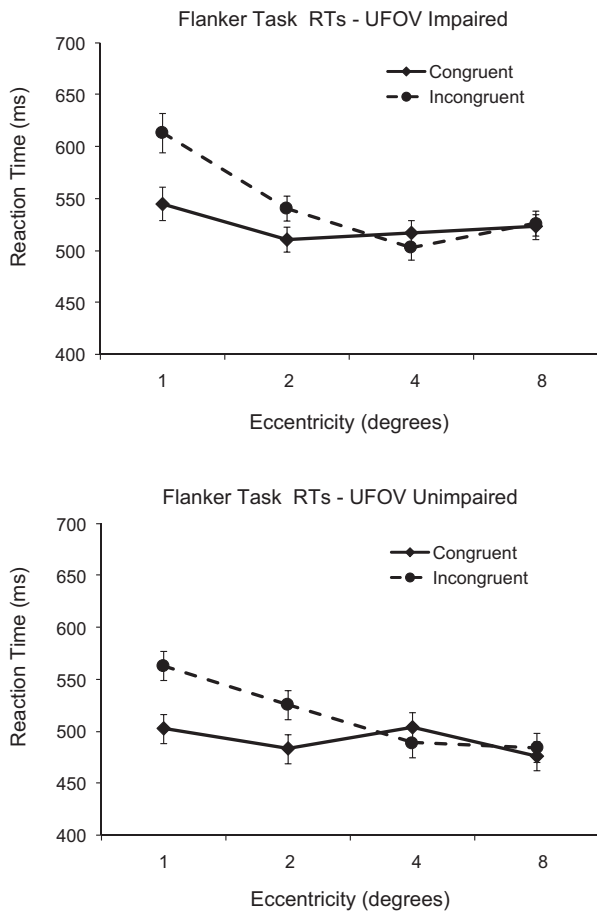 Flanker Task RTs - UFOV Impaired
700
650
600
550
500
450
400
Reaction Time (ms)
Congruent
Incongruent
1 2 4 8
Eccentricity (degrees)
Flanker Task RTs - UFOV Unimpaired
700
650
600
550
500
450
400
Reaction Time (ms)
Congruent
Incongruent
1 2 4 8
Eccentricity (degrees)